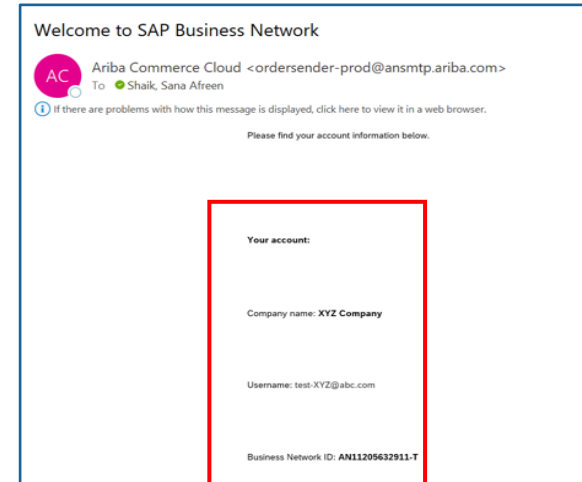 Welcome to SAP Business Network
AC
Ariba Commerce Cloud <ordersender-prod@ansmtp.ariba.com>
To Shaik, Sana Afreen
If there are problems with how this message is displayed, click here to view it in a web browser.
Please find your account information below.
Your account:
Company name: XYZ Company
Username: test-XYZ@abc.com
Business Network ID: AN11205632911-T